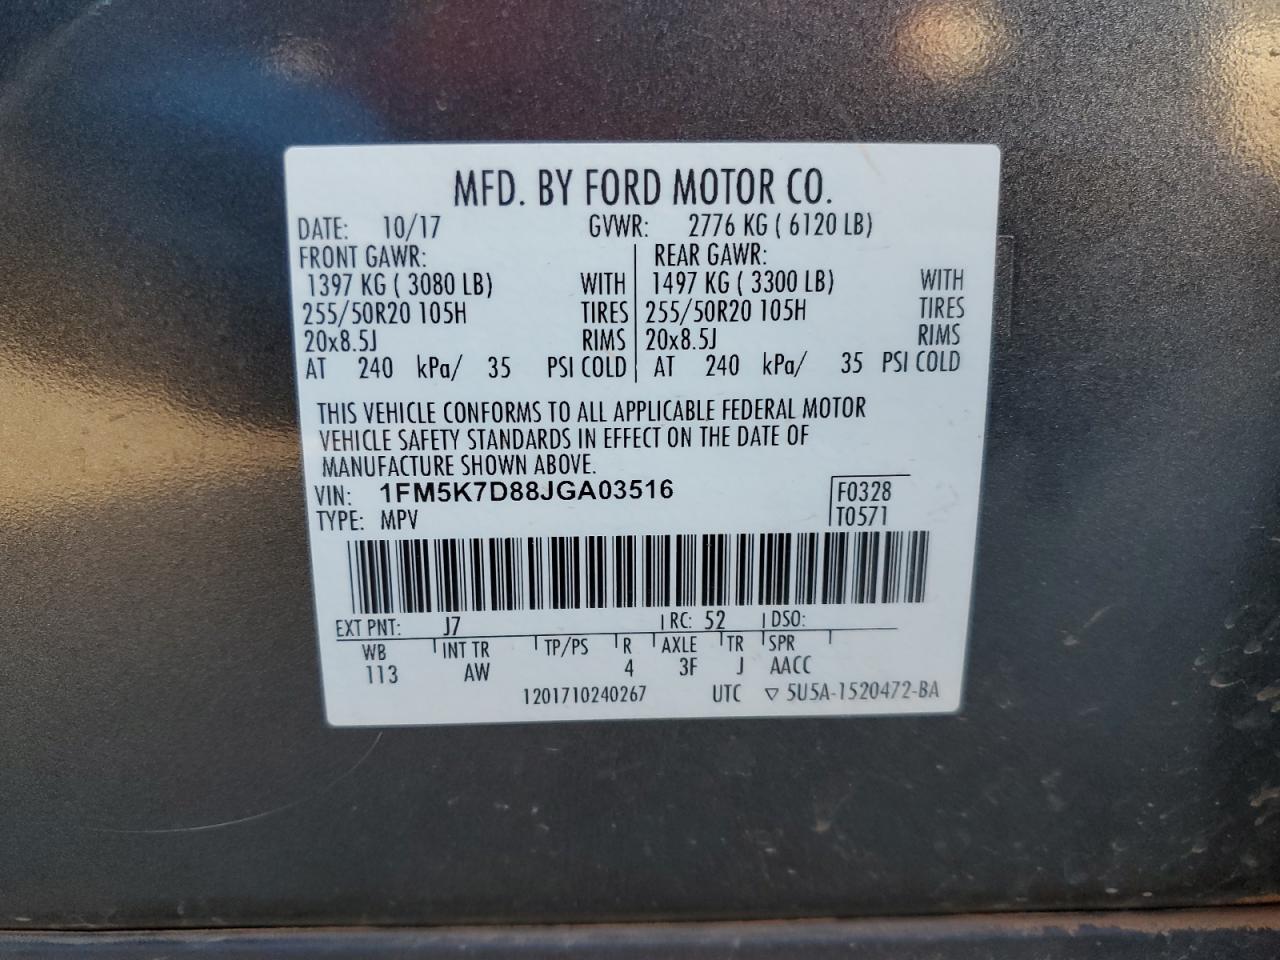 MFD. BY FORD MOTOR CO.
DATE: 10/17 GVWR: 2776 KG ( 6120 LB)
FRONT GAWR: REAR GAWR:
1397 KG ( 3080 LB) WITH 1497 KG ( 3300 LB) WITH
255/50R20 105H TIRES 255/50R20 105H TIRES
20x8.5J RIMS 20x8.5J RIMS
AT 240 kPa/ 35 PSI COLD AT 240 kPa/ 35 PSI COLD
THIS VEHICLE CONFORMS TO ALL APPLICABLE FEDERAL MOTOR
VEHICLE SAFETY STANDARDS IN EFFECT ON THE DATE OF
MANUFACTURE SHOWN ABOVE.
VIN: 1FM5K7D88JGA03516 F0328
TYPE: MPV T0571
EXT PNT: J7 RC: 52 DSO:
WB INT TR TP/PS R AXLE TR SPR
113 AW 4 3F J AACC
1201710240267 UTC ▽ 5U5A-1520472-BA